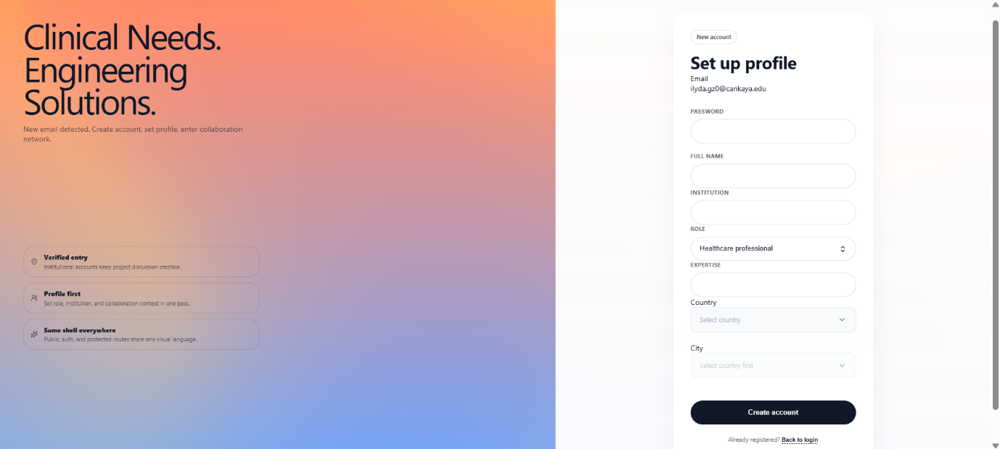 Clinical Needs.
Engineering
Solutions.
New email detected. Create account, set profile, enter collaboration
network.
Verified entry
Institutional accounts keep project discussion credible.
Profile first
Set role, institution, and collaboration context in one pass.
Same shell everywhere
Public, auth, and protected routes share one visual language.
New account
Set up profile
Email
ilyda.gz0@cankaya.edu
PASSWORD
FULL NAME
INSTITUTION
ROLE
Healthcare professional
EXPERTISE
Country
Select country
City
Select country first
Create account
Already registered? Back to login